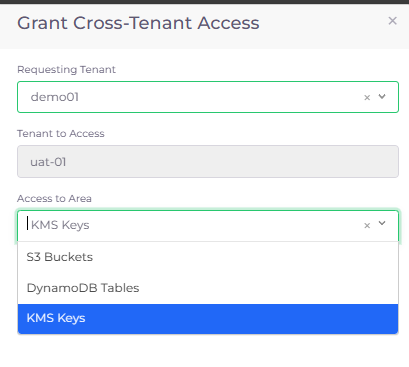 Grant Cross-Tenant Access
Requesting Tenant
demo01
Tenant to Access
uat-01
Access to Area
KMS Keys
S3 Buckets
DynamoDB Tables
KMS Keys